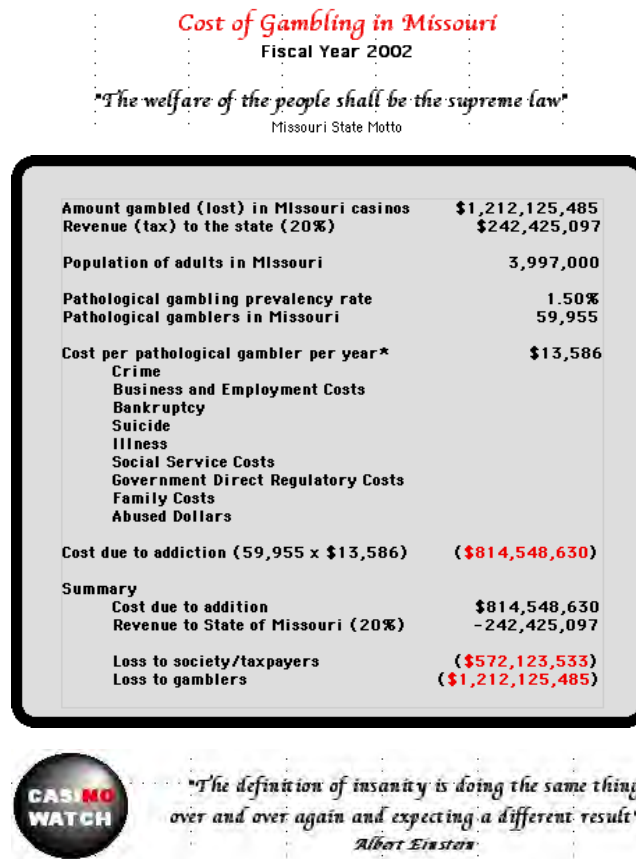 Cost of Gambling in Missouri
Fiscal Year 2002
"The welfare of the people shall be the supreme law"
Missouri State Motto
Amount gambled (lost) in MIssouri casinos $1,212,125,485
Revenue (tax) to the state (20%) $242,425,097
Population of adults in MIssouri 3,997,000
Pathological gambling prevalency rate 1.50%
Pathological gamblers in Missouri 59,955
Cost per pathological gambler per year* $13,586
Crime
Business and Employment Costs
Bankruptcy
Suicide
Illness
Social Service Costs
Government Direct Regulatory Costs
Family Costs
Abused Dollars
Cost due to addiction (59,955 x $13,586) ($814,548,630)
Summary
Cost due to addition $814,548,630
Revenue to State of Missouri (20%) -242,425,097
Loss to society/taxpayers ($572,123,533)
Loss to gamblers ($1,212,125,485)
CASINO
WATCH
"The definition of insanity is doing the same thing
over and over again and expecting a different result"
Albert Einstein